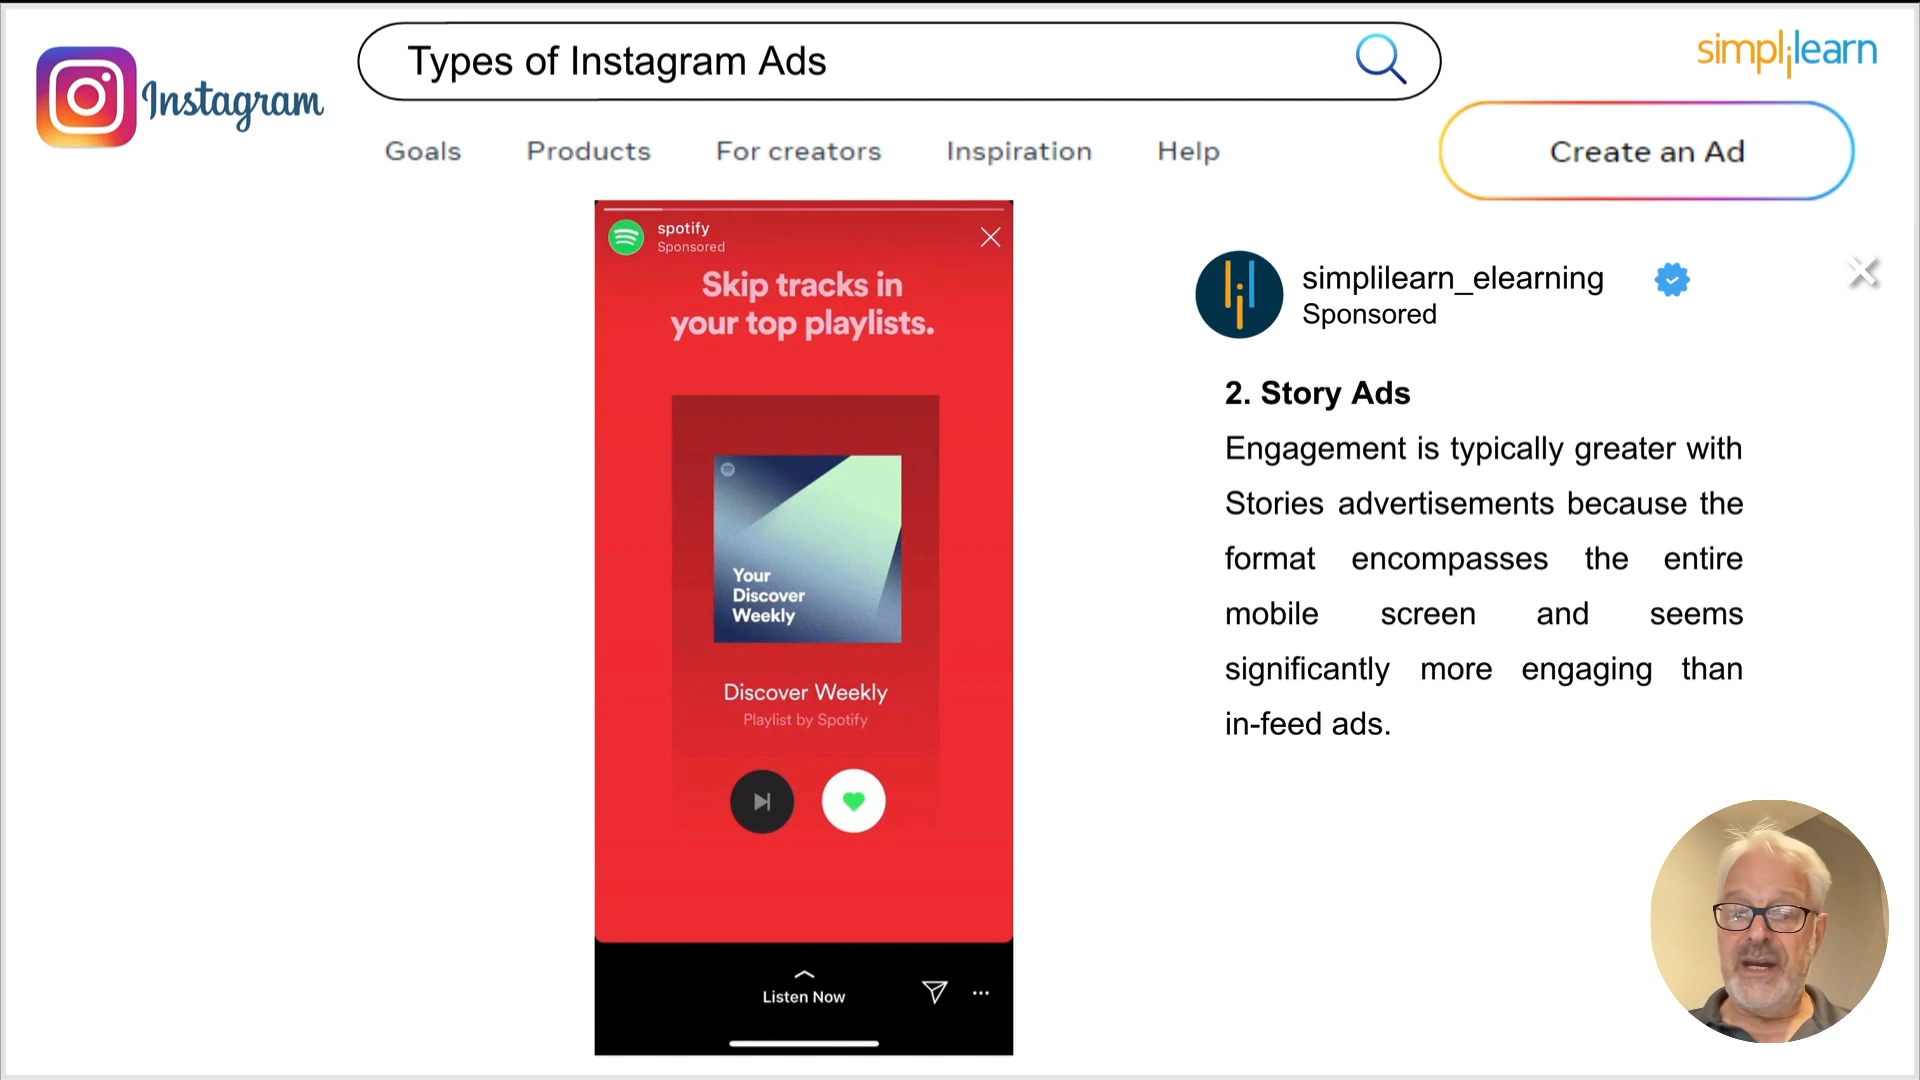 Types of Instagram Ads
simplilearn
Instagram
Goals Products For creators Inspiration Help
Create an Ad
spotify
Sponsored
Skip tracks in
your top playlists.
Your
Discover
Weekly
Discover Weekly
Playlist by Spotify
Listen Now
simplilearn_elearning
Sponsored
2. Story Ads
Engagement is typically greater with
Stories advertisements because the
format encompasses the entire
mobile screen and seems
significantly more engaging than
in-feed ads.